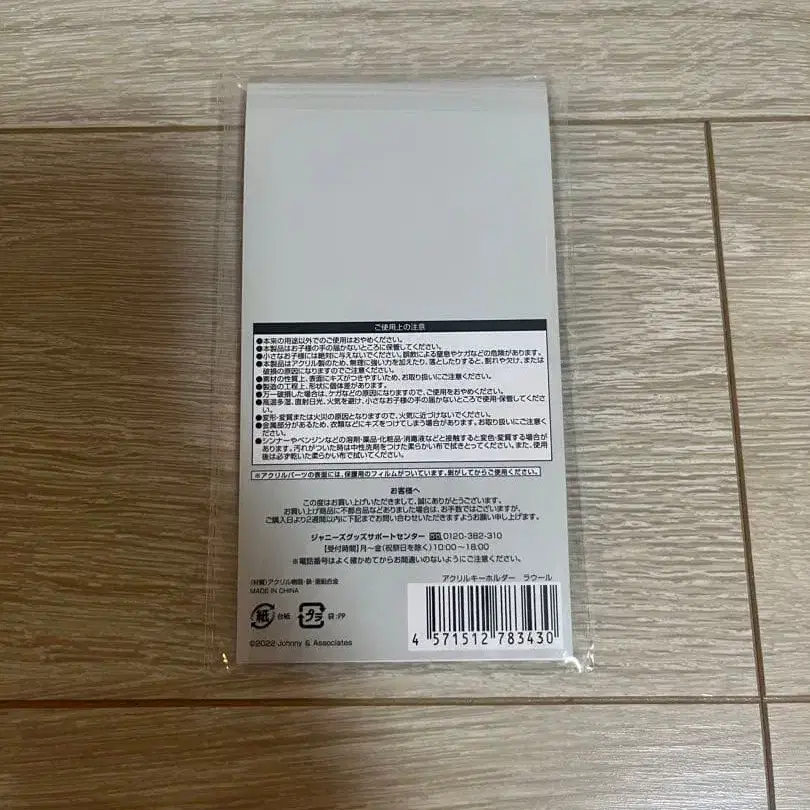 ご使用上の注意
●本来の用途以外でのご使用はおやめください。
●本製品はお子様の手の届かないところに保管してください。
●小さなお子様には絶対に与えないでください。誤飲による窒息やケガなどの危険があります。
●本製品はアクリル製のため、無理に強い力を加えたり、落としたりすると、割れや欠け、または
破損の原因になりますのでご注意ください。
●素材の性質上、表面にキズがつきやすいため、お取り扱いにご注意ください。
●製造の工程上、形状に個体差があります。
●万一破損した場合は、ケガなどの原因になりますので、ご使用をおやめください。
●高温多湿、直射日光、火気を避け、小さなお子様の手の届かないところで使用・保管してくださ
い。
●変形・変質または火災の原因となりますので、火気に近づけないでください。
●金属部分があるため、衣類などにキズをつけてしまう場合があります。お取り扱いにご注意くだ
さい。
●シンナーやベンジンなどの溶剤・薬品・化粧品・消毒液などと接触すると変色・変質する場合が
あります。汚れがついた時は中性洗剤をつけた柔らかい布で拭きとってください。また、使用
後は必ず乾いた柔らかい布で拭いてください。
※アクリルパーツの表面には、保護用のフィルムがついています。剥がしてからご使用ください。
お客様へ
この度はお買い上げいただきまして、誠にありがとうございます。
お買い上げ商品に不都合品などありました場合は、お手数ではございますが、
ご購入日より2週間以内に下記までお問い合わせいただきますようお願い申し上げます。
ジャニーズグッズサポートセンター 0120-382-310
【受付時間】月~金(祝祭日を除く)10:00~18:00
※電話番号はよく確かめてからお間違いのないようにご注意ください。
(材質)アクリル樹脂・鉄・亜鉛合金
MADE IN CHINA
紙 台紙 プラ 袋:PP
©2022 Johnny & Associates
アクリルキーホルダー ラウール
4 571512 783430